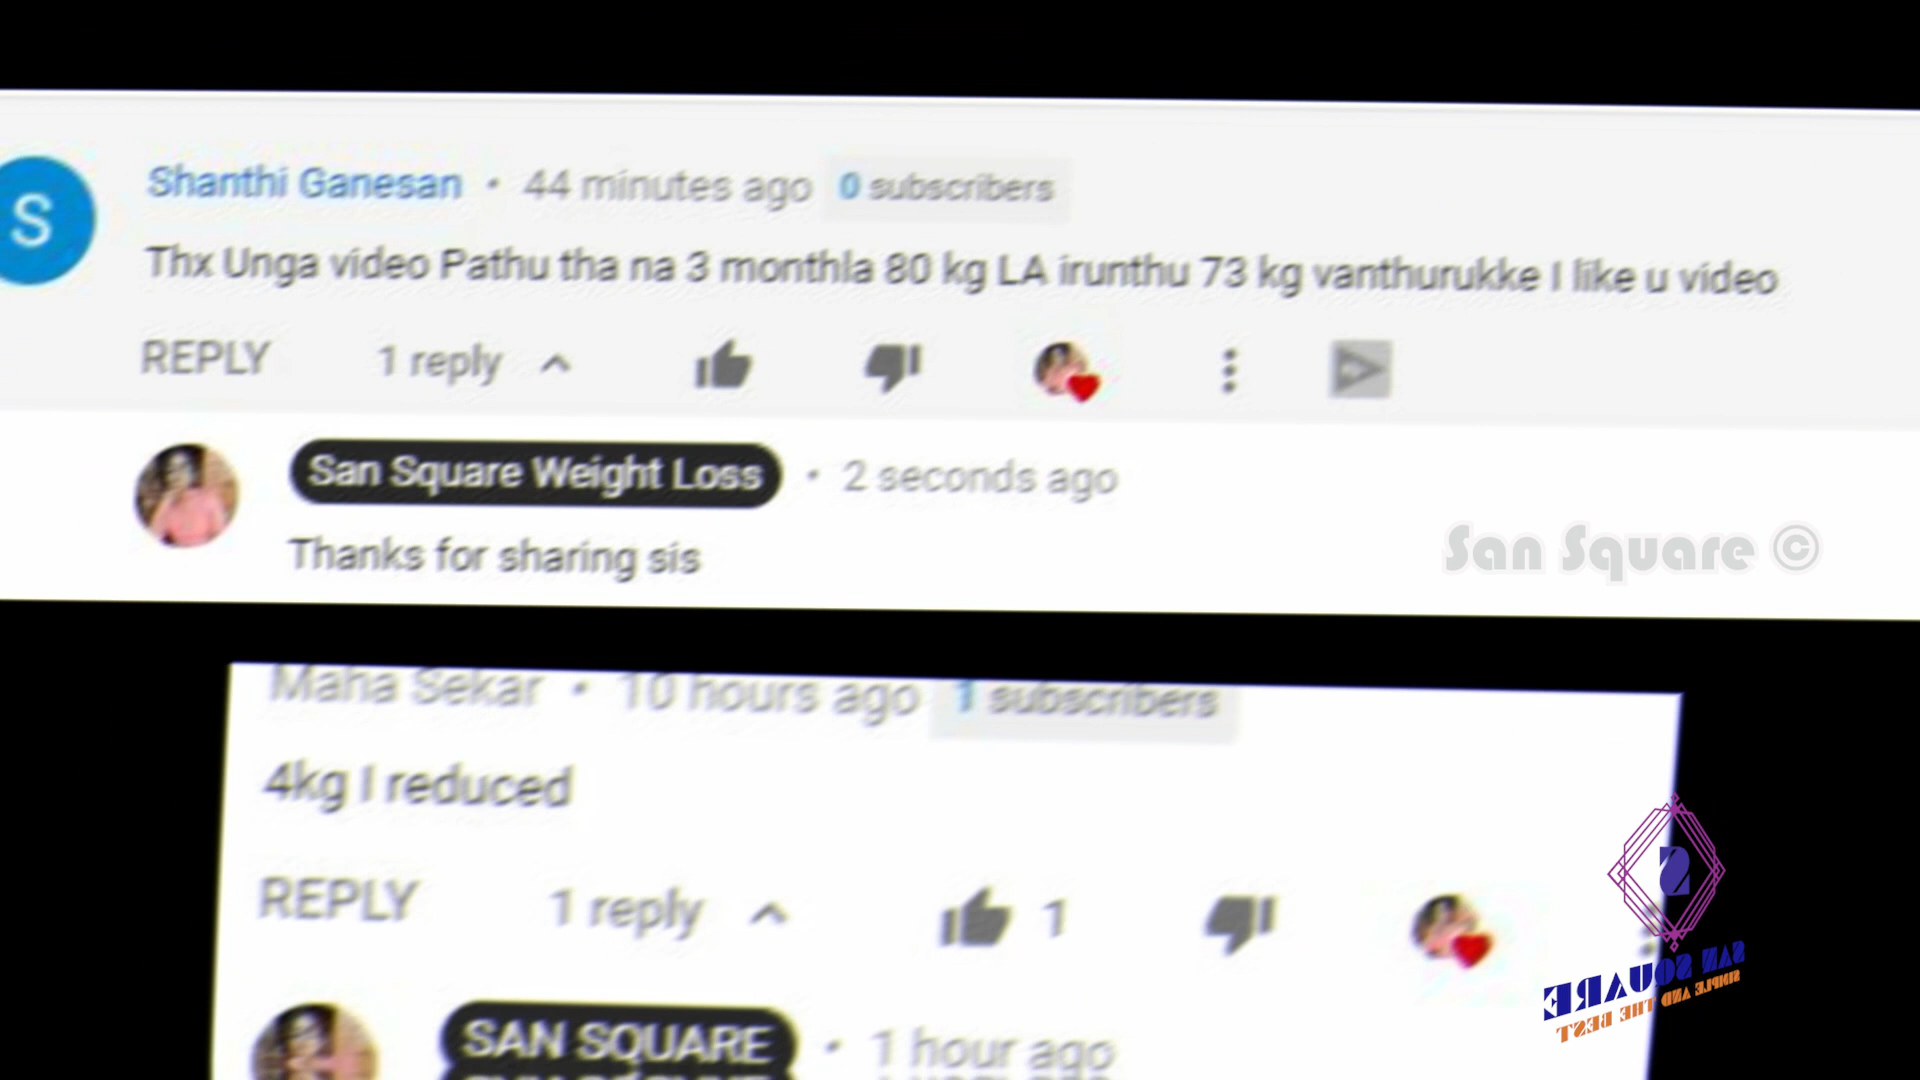 Shanthi Ganesan • 44 minutes ago 0 subscribers
S
Thx Unga video Pathu tha na 3 monthla 80 kg LA irunthu 73 kg vanthurukke I like u video
REPLY 1 reply
San Square Weight Loss • 2 seconds ago
Thanks for sharing sis
San Square ©
Maha Sekar • 10 hours ago 1 subscribers
4kg I reduced
REPLY 1 reply 1
S
SAN SQUARE
SIMPLE AND THE BEST
SAN SQUARE • 1 hour ago